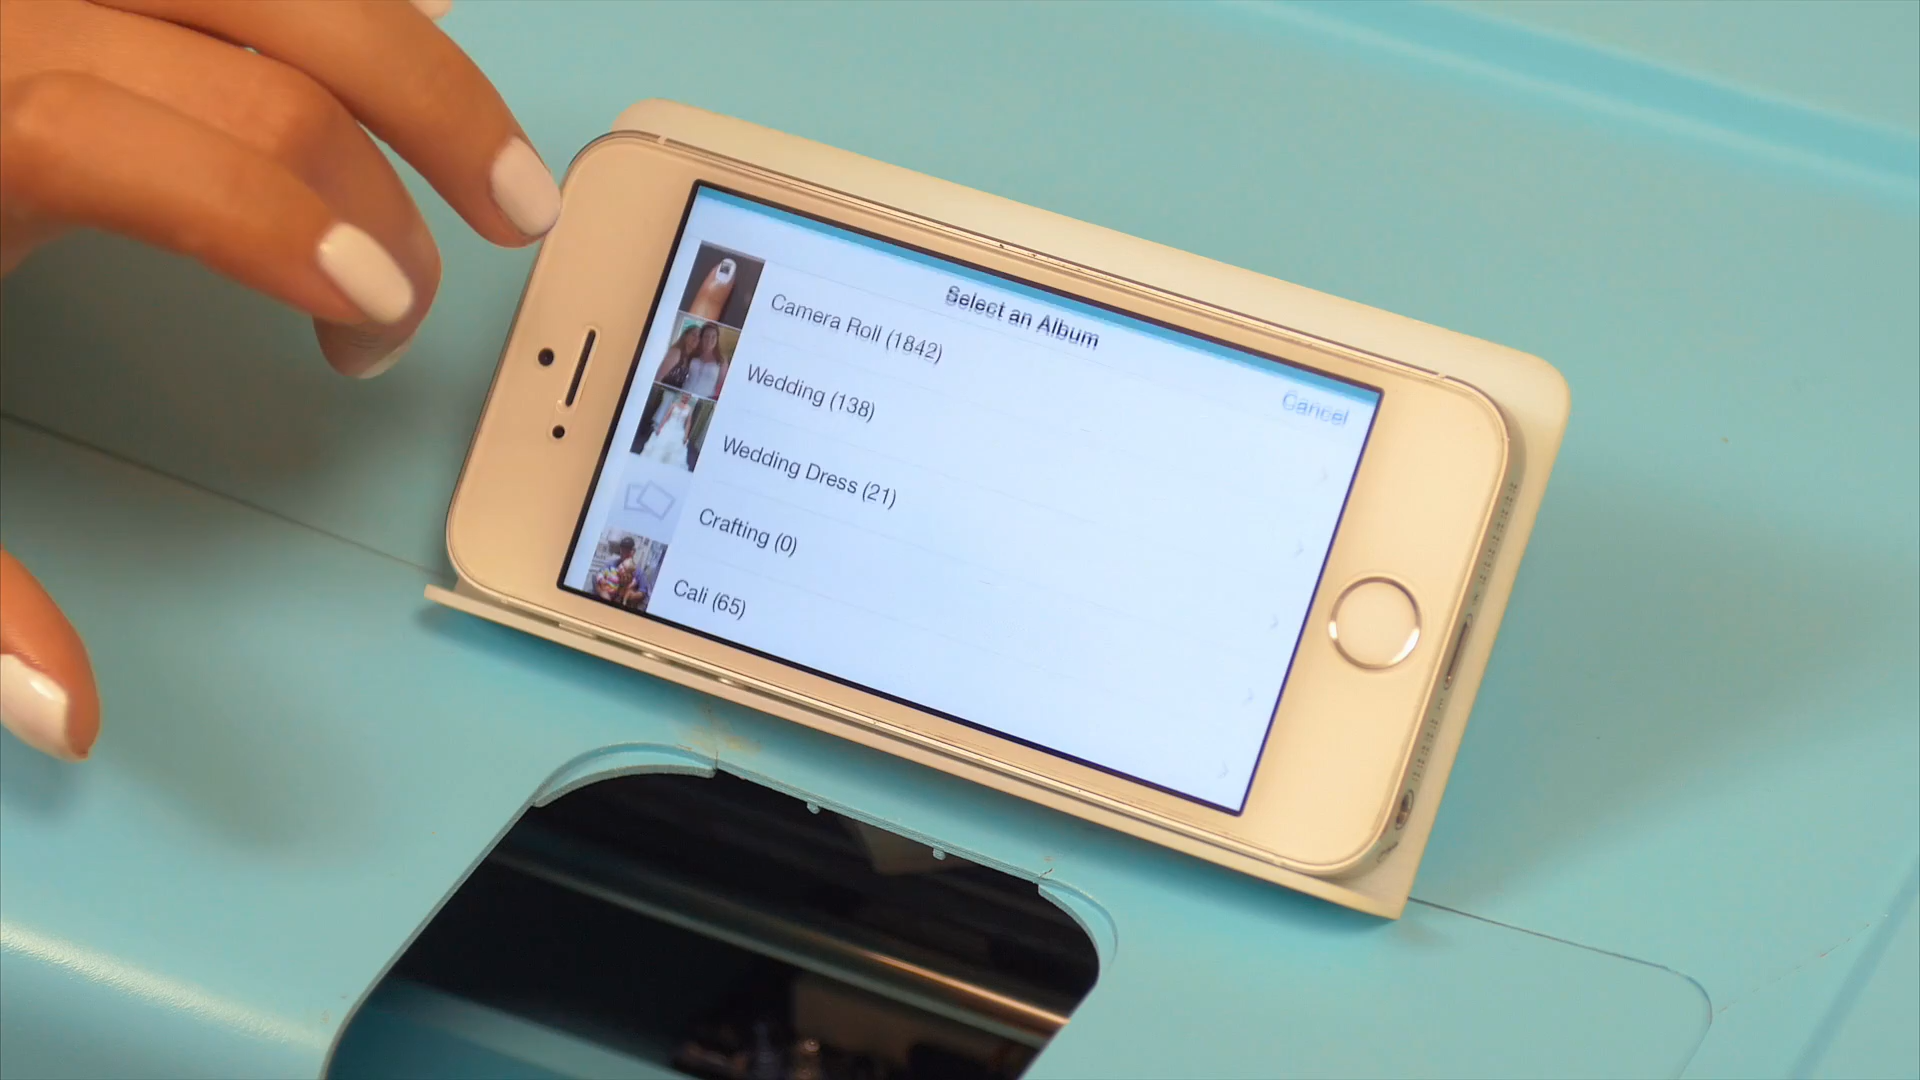 Select an Album
Cancel
Camera Roll (1842)
Wedding (138)
Wedding Dress (21)
Crafting (0)
Cali (65)